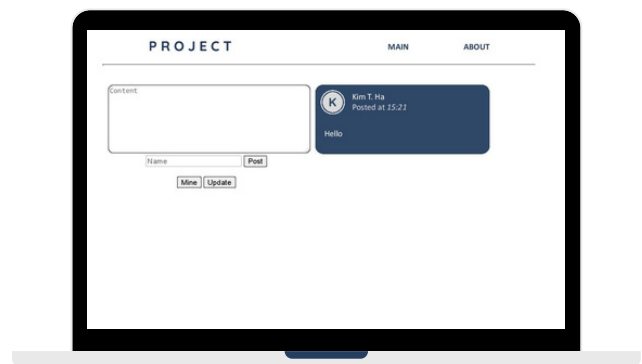 PROJECT
MAIN
ABOUT
Content
K
Kim T. Ha
Posted at 15:21
Hello
Name
Post
Mine
Update